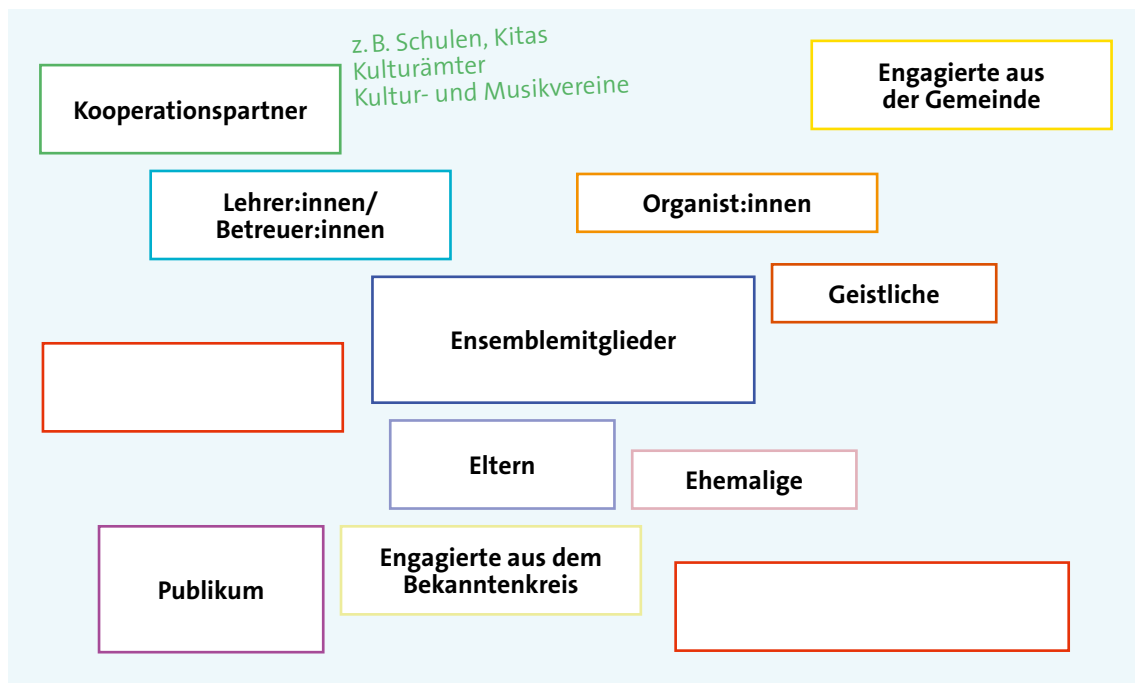 z. B. Schulen, Kitas
Kulturämter
Kultur- und Musikvereine
Kooperationspartner
Engagierte aus
der Gemeinde
Lehrer:innen/
Betreuer:innen
Organist:innen
Geistliche
Ensemblemitglieder
Eltern
Ehemalige
Publikum
Engagierte aus dem
Bekanntenkreis